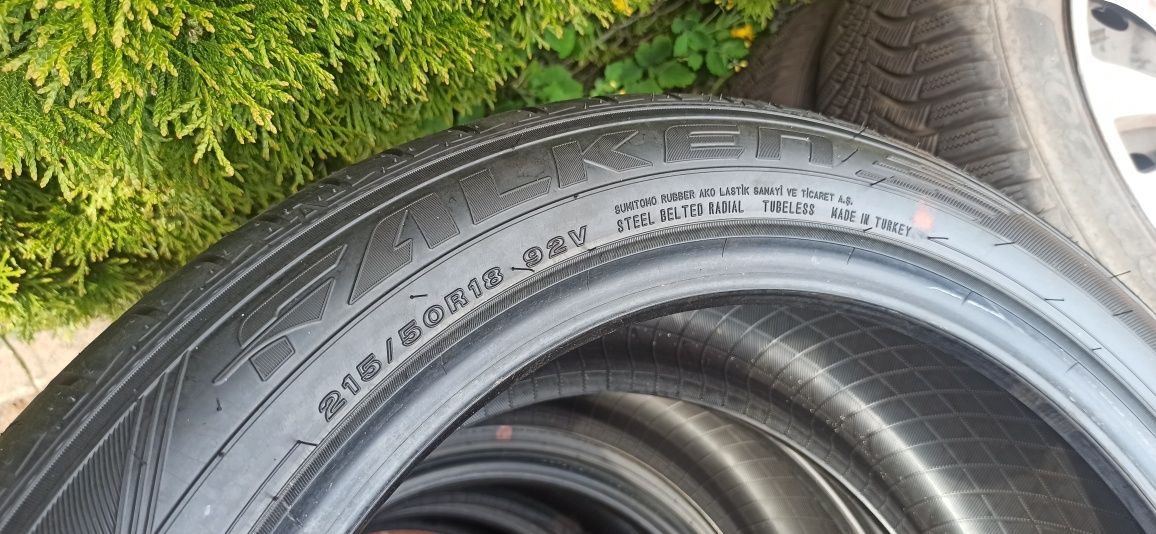 FALKEN
215/50R18 92V
SUMITOMO RUBBER AKO LASTİK SANAYİ VE TİCARET A.Ş.
STEEL BELTED RADIAL TUBELESS MADE IN TURKEY